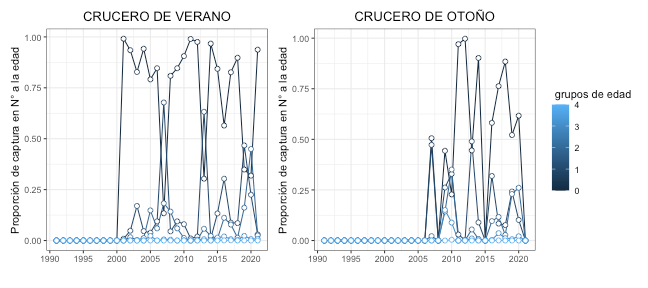 CRUCERO DE VERANO
Proporción de captura en N° a la edad
1.00
0.75
0.50
0.25
0.00
1990 1995 2000 2005 2010 2015 2020
CRUCERO DE OTOÑO
Proporción de captura en N° a la edad
1.00
0.75
0.50
0.25
0.00
1990 1995 2000 2005 2010 2015 2020
grupos de edad
4
3
2
1
0